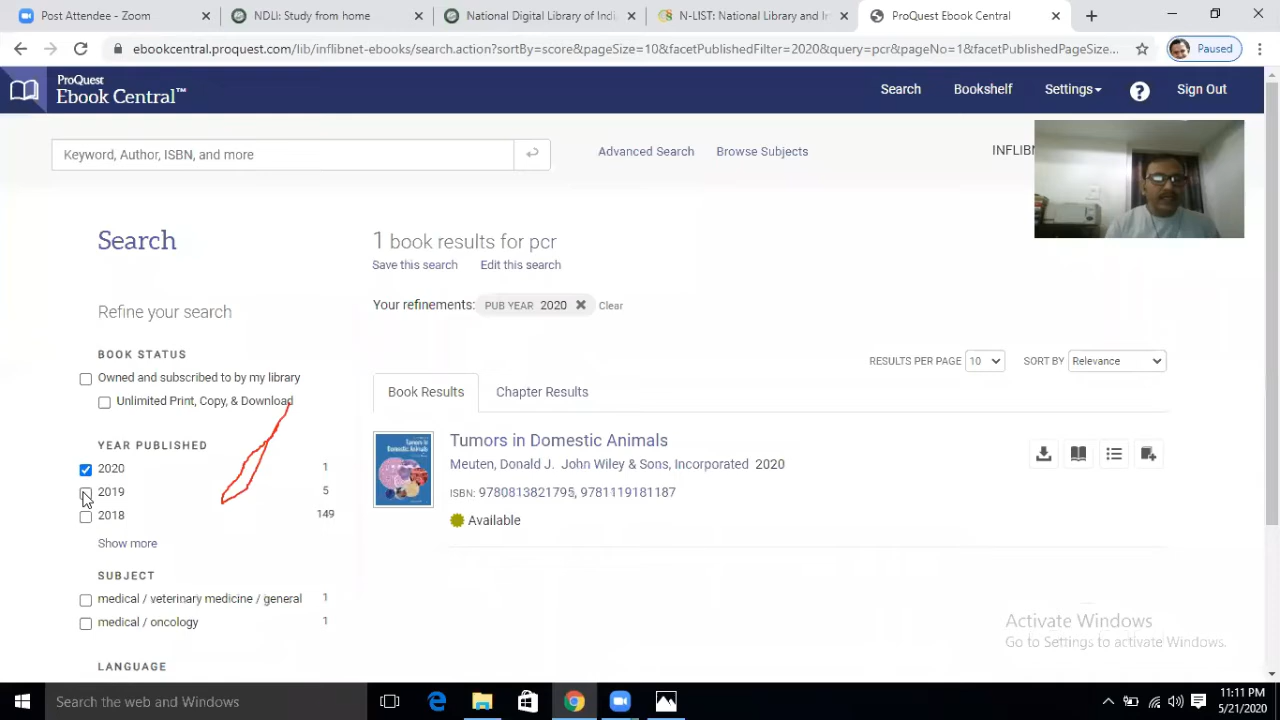 Post Attendee - Zoom
NDLI: Study from home
National Digital Library of Indi
N-LIST: National Library and In
ProQuest Ebook Central
ebookcentral.proquest.com/lib/inflibnet-ebooks/search.action?sortBy=score&pageSize=10&facetPublishedFilter=2020&query=pcr&pageNo=1&facetPublishedPageSize...
Paused
ProQuest
Ebook Central™
Search
Bookshelf
Settings
?
Sign Out
Keyword, Author, ISBN, and more
Advanced Search
Browse Subjects
INFLIBN
Search
1 book results for pcr
Save this search
Edit this search
Refine your search
Your refinements:
PUB YEAR 2020
Clear
BOOK STATUS
Owned and subscribed to by my library
Unlimited Print, Copy, & Download
RESULTS PER PAGE 10
SORT BY Relevance
Book Results
Chapter Results
YEAR PUBLISHED
2020 1
2019 5
2018 149
Show more
Tumors in Domestic Animals
Meuten, Donald J. John Wiley & Sons, Incorporated 2020
ISBN: 9780813821795, 9781119181187
Available
SUBJECT
medical / veterinary medicine / general 1
medical / oncology 1
LANGUAGE
Activate Windows
Go to Settings to activate Windows.
Search the web and Windows
11:11 PM
5/21/2020